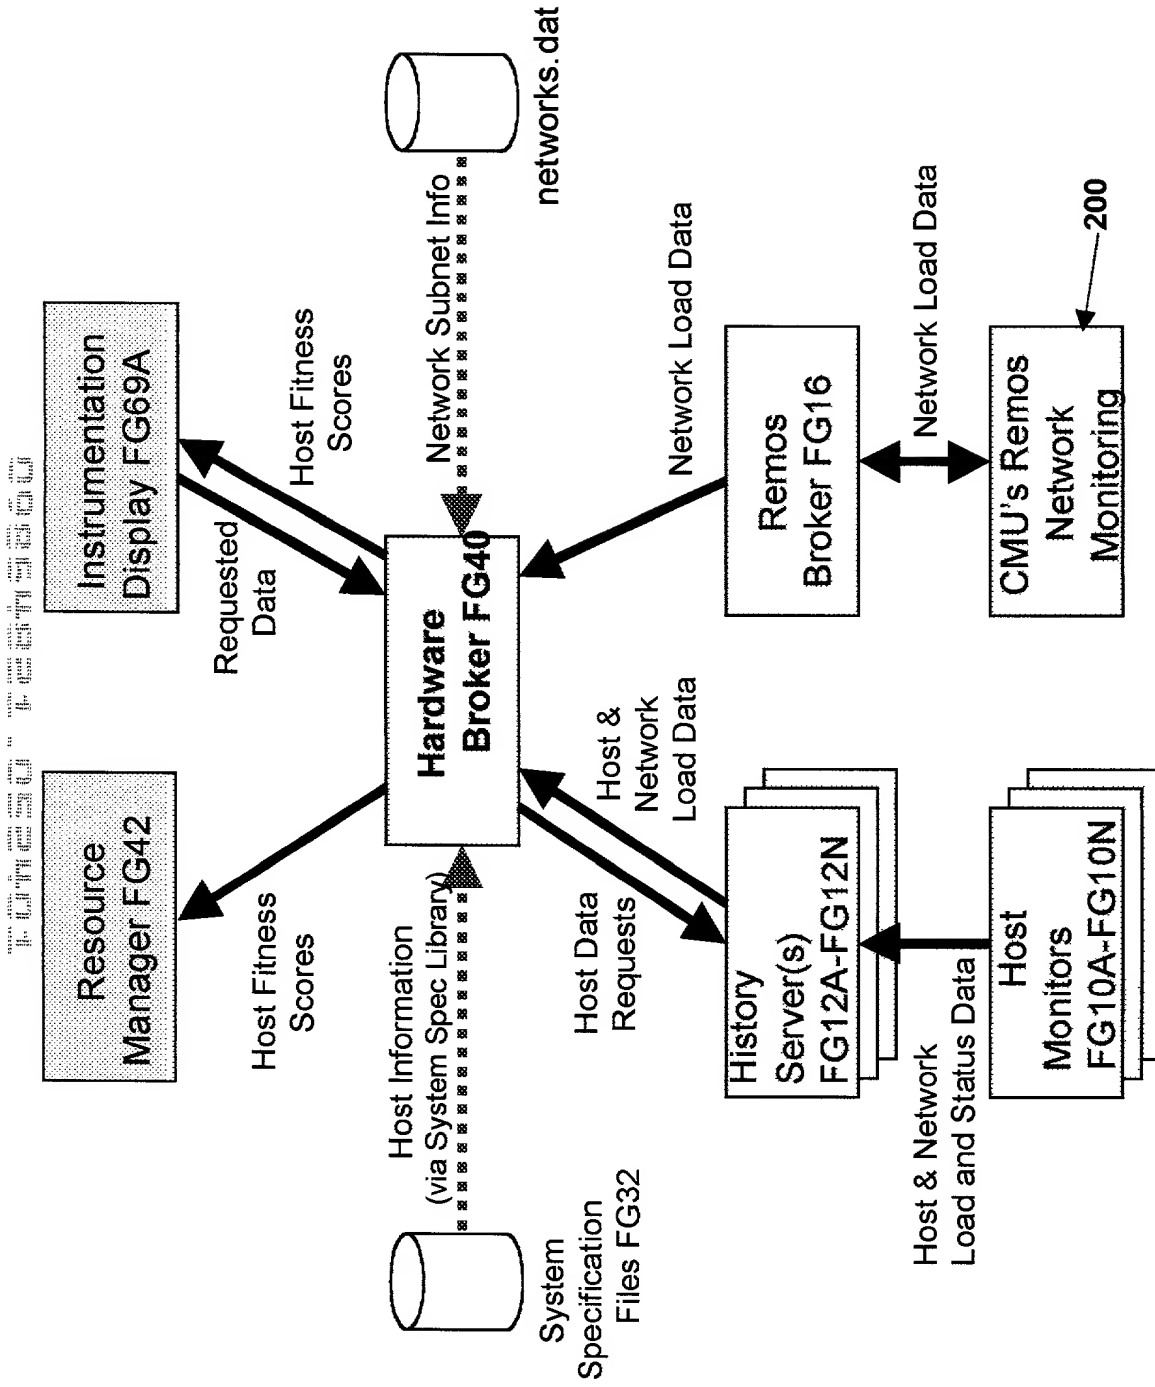 Resource
Manager FG42
Instrumentation
Display FG69A
Host Fitness
Scores
Requested
Data
Host Fitness
Scores
Host Information
(via System Spec Library)
Hardware
Broker FG40
Network Subnet Info
System
Specification
Files FG32
networks.dat
Host Data
Requests
Host &
Network
Load Data
Network Load Data
History
Server(s)
FG12A-FG12N
Remos
Broker FG16
Host & Network
Load and Status Data
Network Load Data
Host
Monitors
FG10A-FG10N
CMU's Remos
Network
Monitoring
200